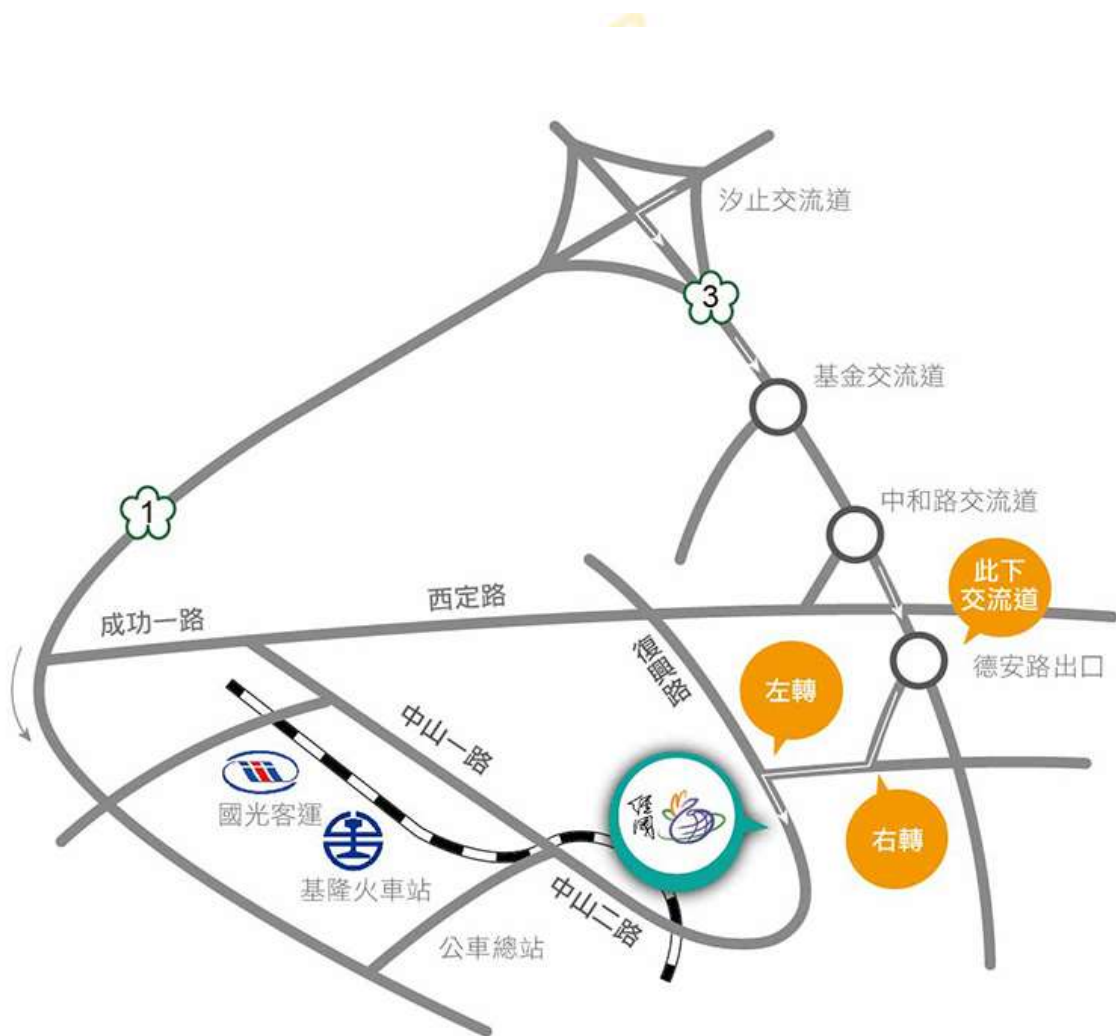 汐止交流道
3
基金交流道
1
中和路交流道
此下
交流道
西定路
成功一路
復興路
德安路出口
左轉
中山一路
國光客運
經國
右轉
基隆火車站
中山二路
公車總站